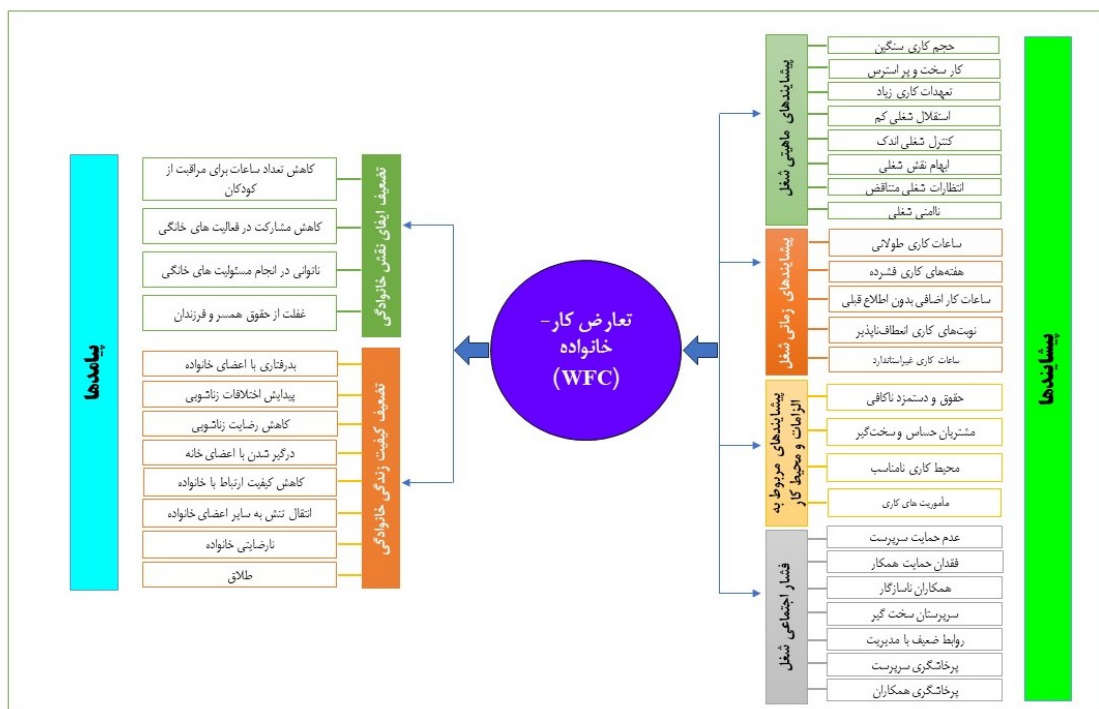 پیشایندها
پیشایندهای ماهیتی شغل
حجم کاری سنگین
کار سخت و پر استرس
تعهدات کاری زیاد
استقلال شغلی کم
کنترل شغلی اندک
ابهام نقش شغلی
انتظارات شغلی متناقض
ناامنی شغلی
پیشایندهای زمانی شغل
ساعات کاری طولانی
هفته‌های کاری فشرده
ساعات کار اضافی بدون اطلاع قبلی
نوبت‌های کاری انعطاف‌ناپذیر
ساعات کاری غیراستاندارد
پیشایندهای مربوط به
الزامات و محیط کار
حقوق و دستمزد ناکافی
مشتریان حساس و سخت‌گیر
محیط کاری نامناسب
مأموریت های کاری
فشار اجتماعی شغل
عدم حمایت سرپرست
فقدان حمایت همکار
همکاران ناسازگار
سرپرستان سخت گیر
روابط ضعیف با مدیریت
پرخاشگری سرپرست
پرخاشگری همکاران
تعارض کار-
خانواده
(WFC)
تضعیف ایفای نقش خانوادگی
کاهش تعداد ساعات برای مراقبت از
کودکان
کاهش مشارکت در فعالیت های خانگی
ناتوانی در انجام مسئولیت های خانگی
غفلت از حقوق همسر و فرزندان
تضعیف کیفیت زندگی خانوادگی
بدرفتاری با اعضای خانواده
پیدایش اختلاقات زناشویی
کاهش رضایت زناشویی
درگیر شدن با اعضای خانه
کاهش کیفیت ارتباط با خانواده
انتقال تنش به سایر اعضای خانواده
نارضایتی خانواده
طلاق
پیامدها